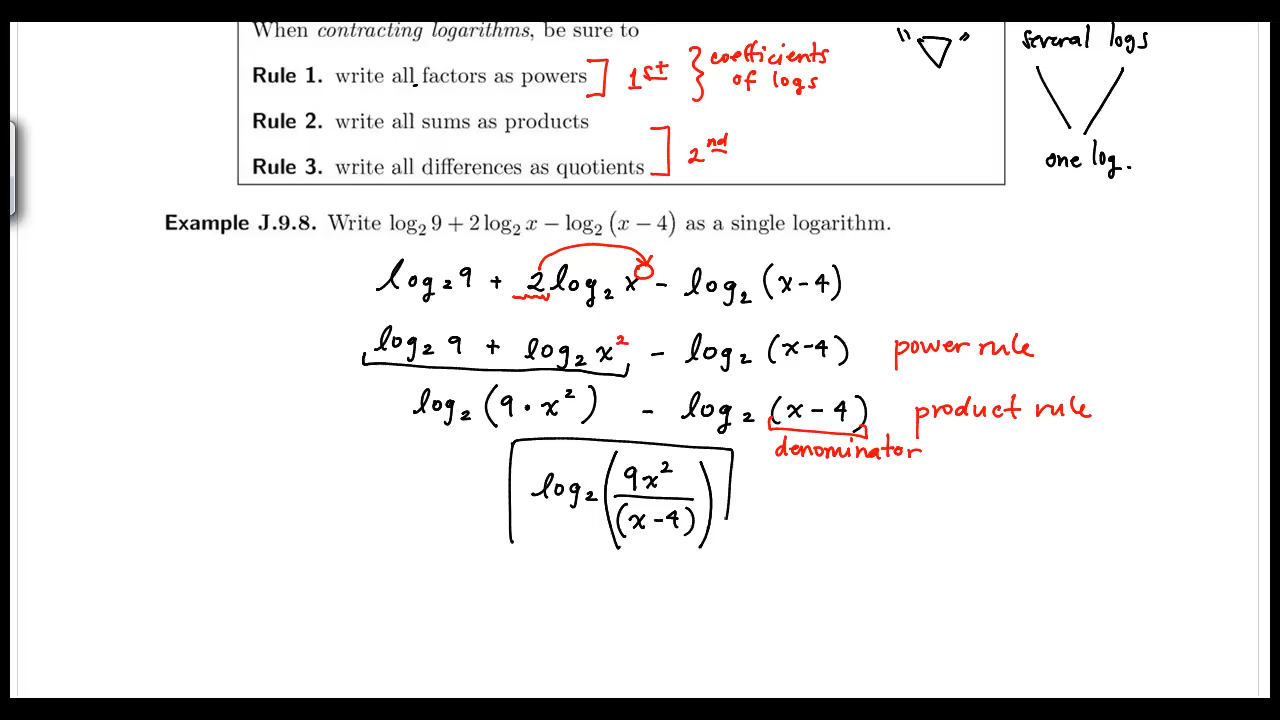 When contracting logarithms, be sure to
Rule 1. write all factors as powers ] 1st } coefficients of logs
Rule 2. write all sums as products
Rule 3. write all differences as quotients ] 2nd
" ▽ "
several logs
one log.
Example J.9.8. Write log₂ 9 + 2 log₂ x − log₂ (x − 4) as a single logarithm.
log₂ 9 + 2 log₂ x − log₂ (x−4)
log₂ 9 + log₂ x² − log₂ (x−4) power rule
log₂ (9 · x²) − log₂ (x − 4) product rule
denominator
log₂ (9x² / (x−4))